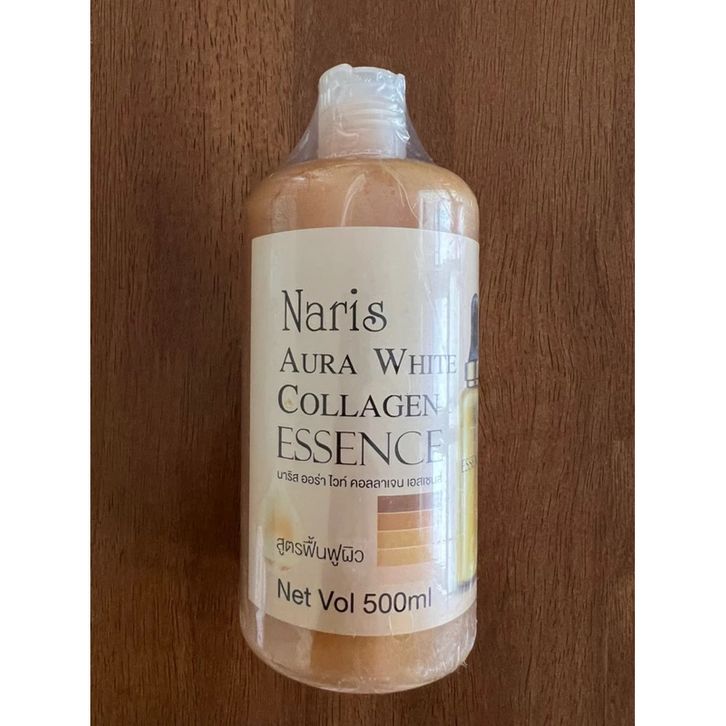 Naris
AURA WHITE
COLLAGEN
ESSENCE
นาริส ออร่า ไวท์ คอลลาเจน เอสเซนส์
สูตรฟื้นฟูผิว
Net Vol 500ml